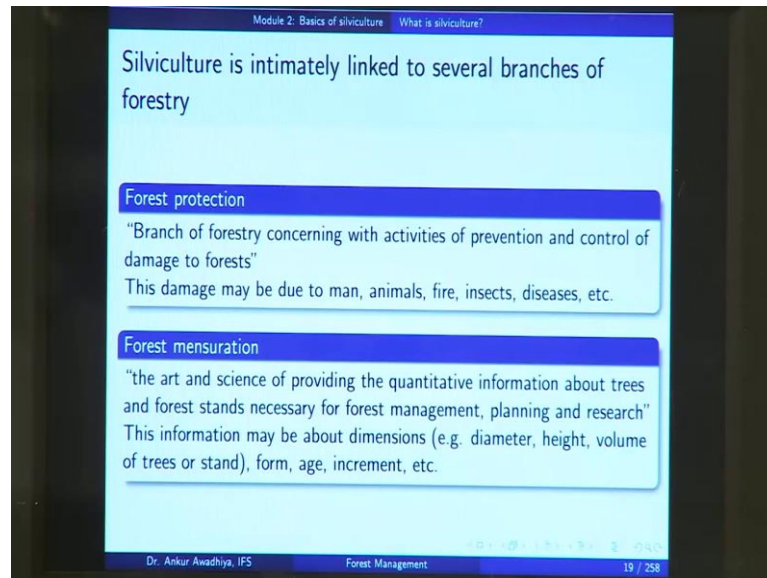 Module 2: Basics of silviculture What is silviculture?
Silviculture is intimately linked to several branches of
forestry
Forest protection
“Branch of forestry concerning with activities of prevention and control of
damage to forests”
This damage may be due to man, animals, fire, insects, diseases, etc.
Forest mensuration
“the art and science of providing the quantitative information about trees
and forest stands necessary for forest management, planning and research”
This information may be about dimensions (e.g. diameter, height, volume
of trees or stand), form, age, increment, etc.
Dr. Ankur Awadhiya, IFS Forest Management 19 / 258